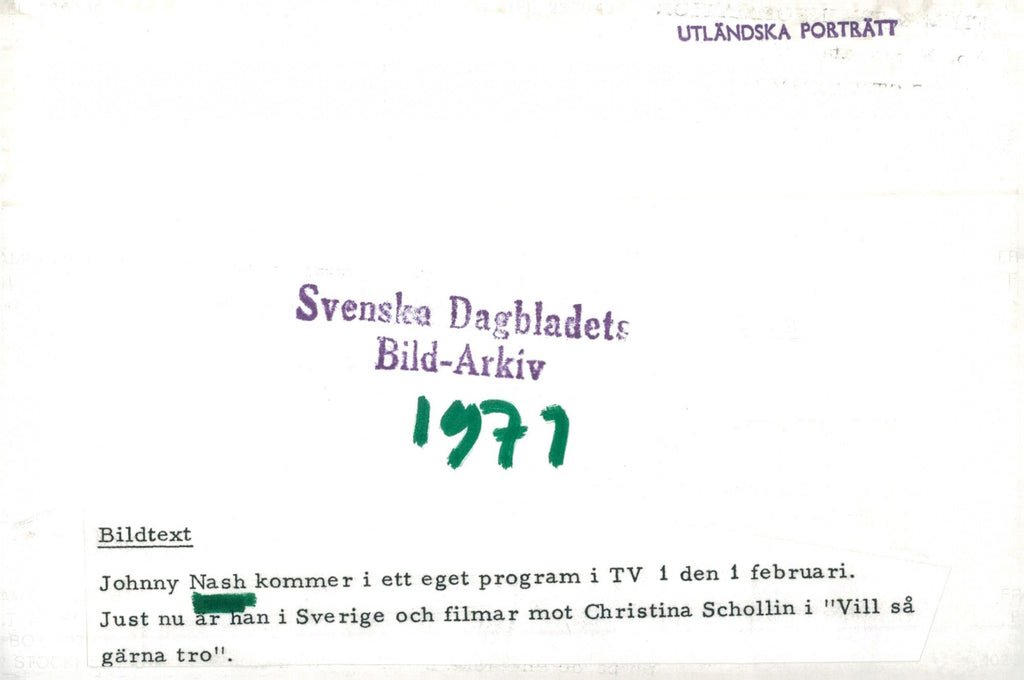 UTLÄNDSKA PORTRÄTT
Svenska Dagbladets
Bild-Arkiv
1971
Bildtext
Johnny Nash kommer i ett eget program i TV 1 den 1 februari.
Just nu är han i Sverige och filmar mot Christina Schollin i "Vill så
gärna tro".